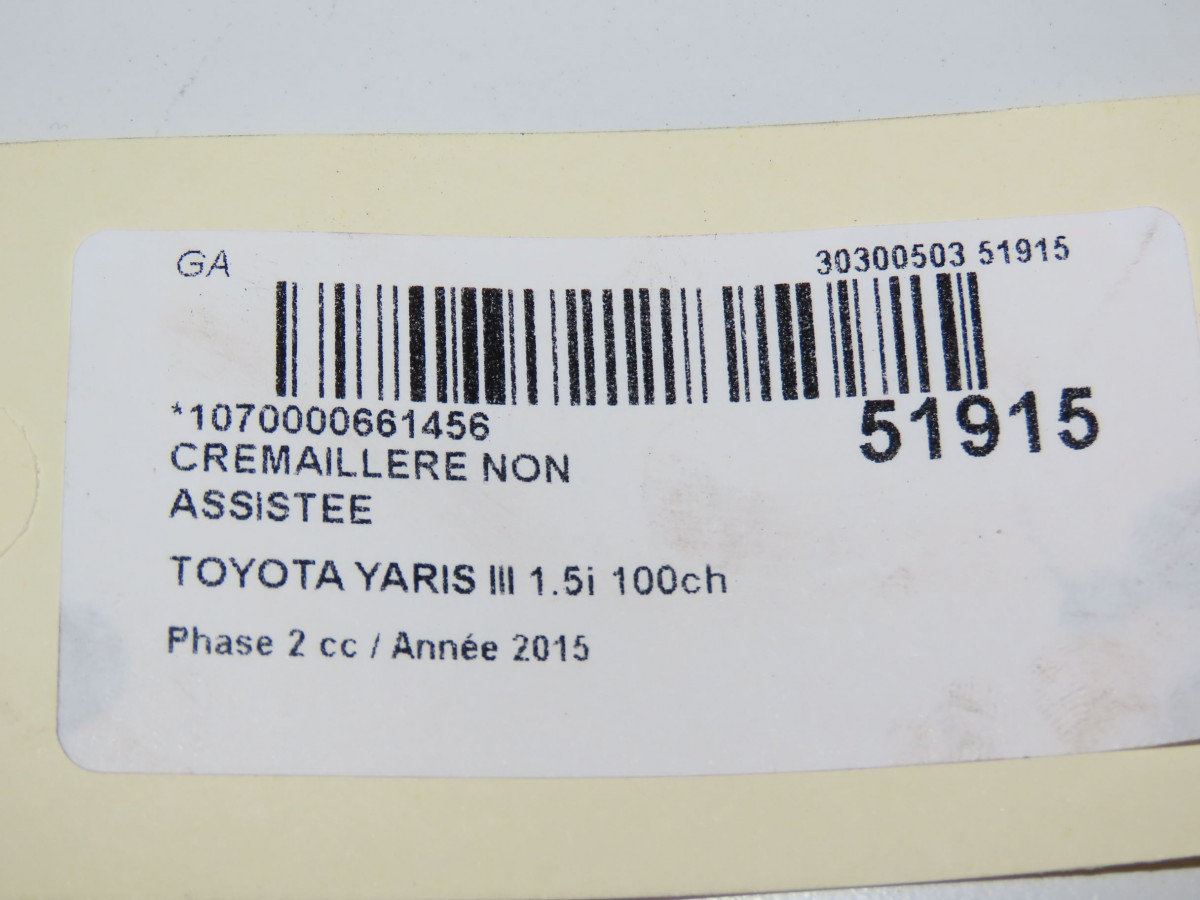 GA
30300503 51915
*1070000661456
51915
CREMAILLERE NON
ASSISTEE
TOYOTA YARIS III 1.5i 100ch
Phase 2 cc / Année 2015